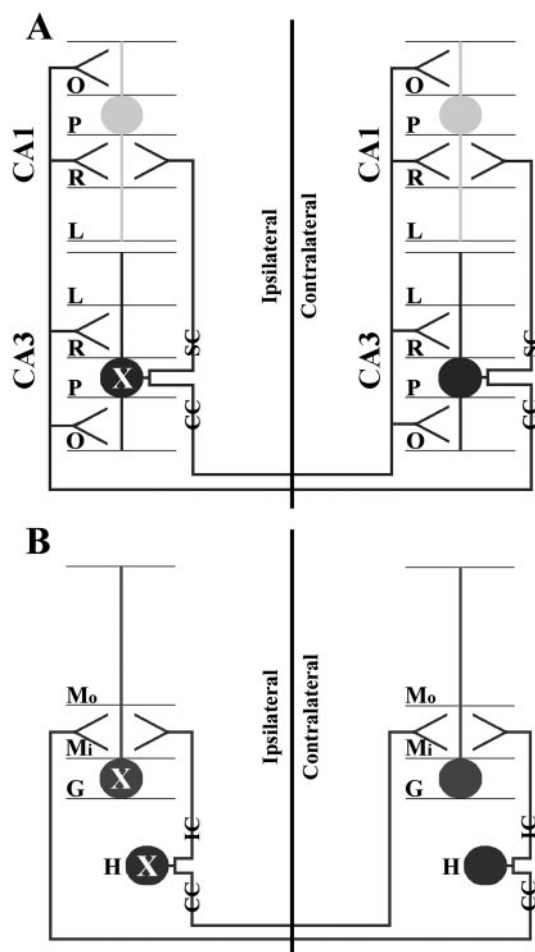 A
O
P
CA1
R
L
L
CA3
R
X
P
O
SC
CC
Ipsilateral
Contralateral
O
P
CA1
R
L
L
CA3
R
P
O
SC
CC
B
Mo
Mi
X
G
H
X
IC
CC
Ipsilateral
Contralateral
Mo
Mi
G
H
IC
CC